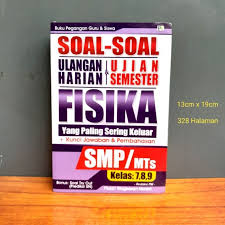 Buku Pegangan Guru & Siswa
SOAL-SOAL
ULANGAN HARIAN & UJIAN SEMESTER
FISIKA
Yang Paling Sering Keluar
+ Kunci Jawaban & Pembahasan
SMP/MTs
Kelas: 7,8,9
13cm x 19cm
328 Halaman